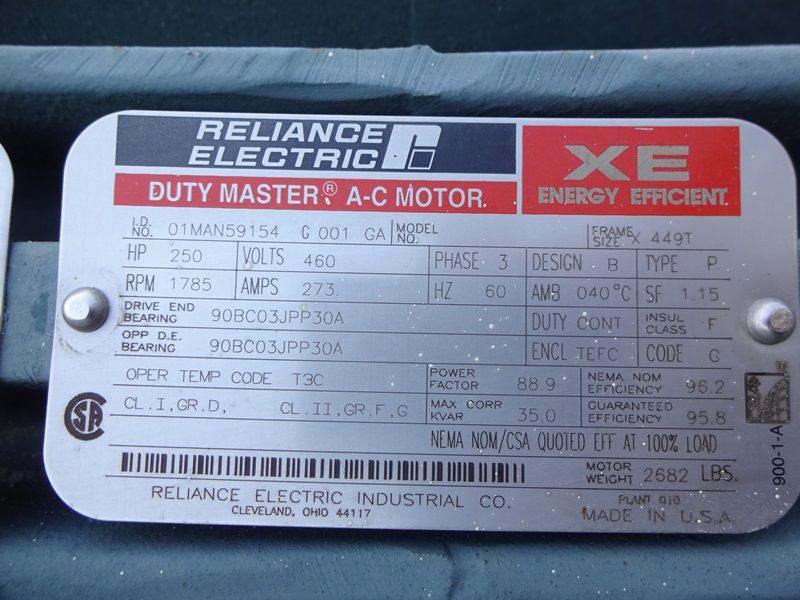 RELIANCE
ELECTRIC
XE
ENERGY EFFICIENT.
DUTY MASTER® A-C MOTOR.
I.D. NO. 01MAN59154 G 001 GA MODEL NO. FRAME SIZE X 449T
HP 250 VOLTS 460 PHASE 3 DESIGN B TYPE P
RPM 1785 AMPS 273. HZ 60 AMB 040°C SF 1.15
DRIVE END BEARING 90BC03JPP30A DUTY CONT INSUL CLASS F
OPP D.E. BEARING 90BC03JPP30A ENCL TEFC CODE G
OPER TEMP CODE T3C POWER FACTOR 88.9 NEMA NOM EFFICIENCY 96.2
CL.I,GR.D, CL.II,GR.F,G MAX CORR KVAR 35.0 GUARANTEED EFFICIENCY 95.8
NEMA NOM/CSA QUOTED EFF AT 100% LOAD
MOTOR WEIGHT 2682 LBS.
RELIANCE ELECTRIC INDUSTRIAL CO.
CLEVELAND, OHIO 44117
PLANT 010
MADE IN U.S.A.
900-1-A
SA